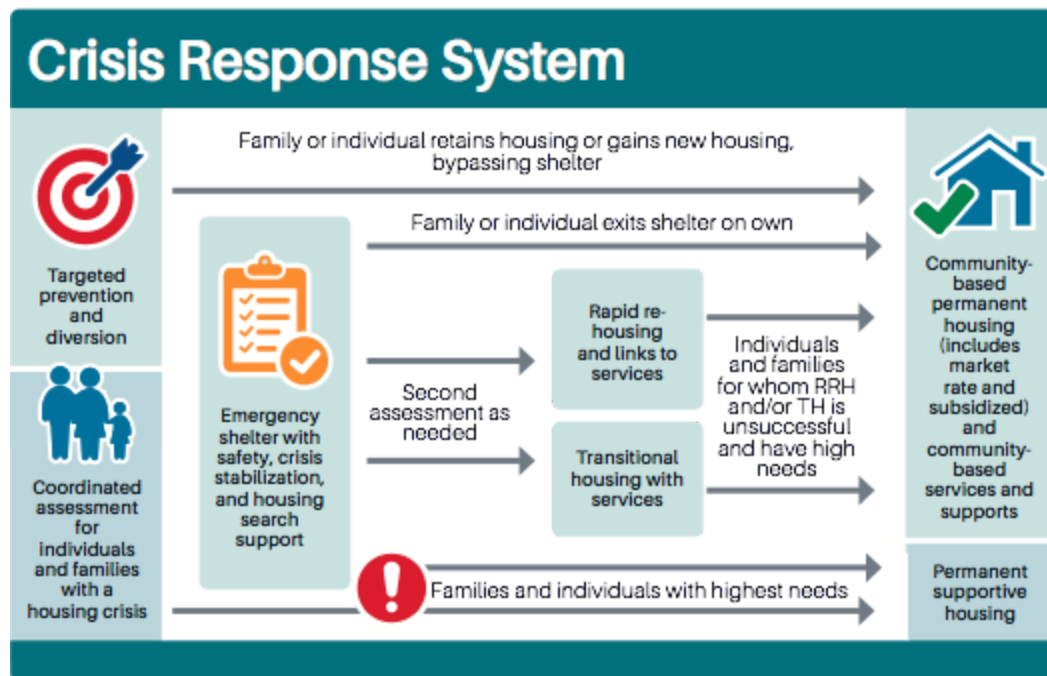 Crisis Response System
Family or individual retains housing or gains new housing,
bypassing shelter
Family or individual exits shelter on own
Targeted
prevention
and
diversion
Coordinated
assessment
for
individuals
and families
with a
housing crisis
Emergency
shelter with
safety, crisis
stabilization,
and housing
search
support
Second
assessment as
needed
Rapid re-
housing
and links to
services
Transitional
housing with
services
Individuals
and families
for whom RRH
and/or TH is
unsuccessful
and have high
needs
Families and individuals with highest needs
Community-
based
permanent
housing
(includes
market
rate and
subsidized)
and
community-
based
services and
supports
Permanent
supportive
housing